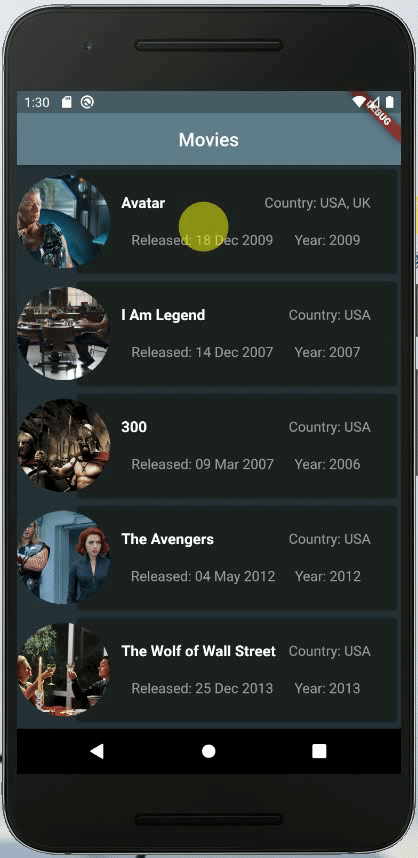 1:30
DEBUG
Movies
Avatar Country: USA, UK
Released: 18 Dec 2009 Year: 2009
I Am Legend Country: USA
Released: 14 Dec 2007 Year: 2007
300 Country: USA
Released: 09 Mar 2007 Year: 2006
The Avengers Country: USA
Released: 04 May 2012 Year: 2012
The Wolf of Wall Street Country: USA
Released: 25 Dec 2013 Year: 2013